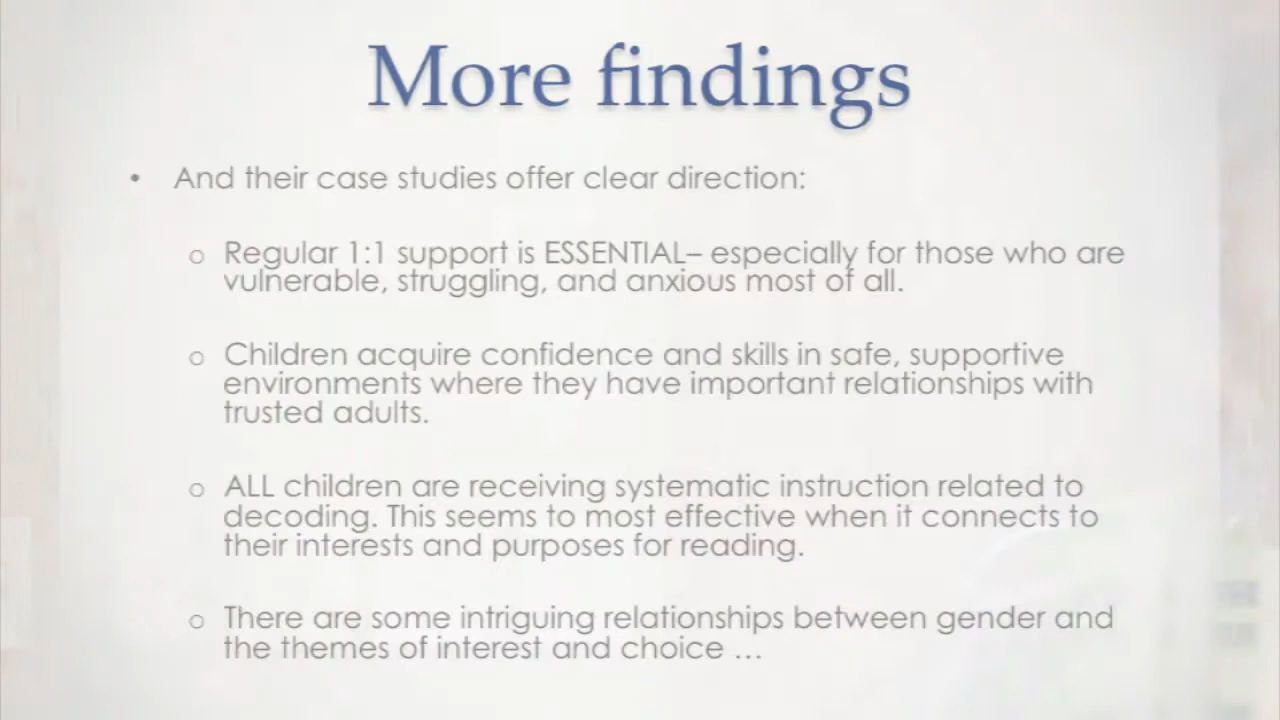 More findings
• And their case studies offer clear direction:
o Regular 1:1 support is ESSENTIAL– especially for those who are
vulnerable, struggling, and anxious most of all.
o Children acquire confidence and skills in safe, supportive
environments where they have important relationships with
trusted adults.
o ALL children are receiving systematic instruction related to
decoding. This seems to most effective when it connects to
their interests and purposes for reading.
o There are some intriguing relationships between gender and
the themes of interest and choice …